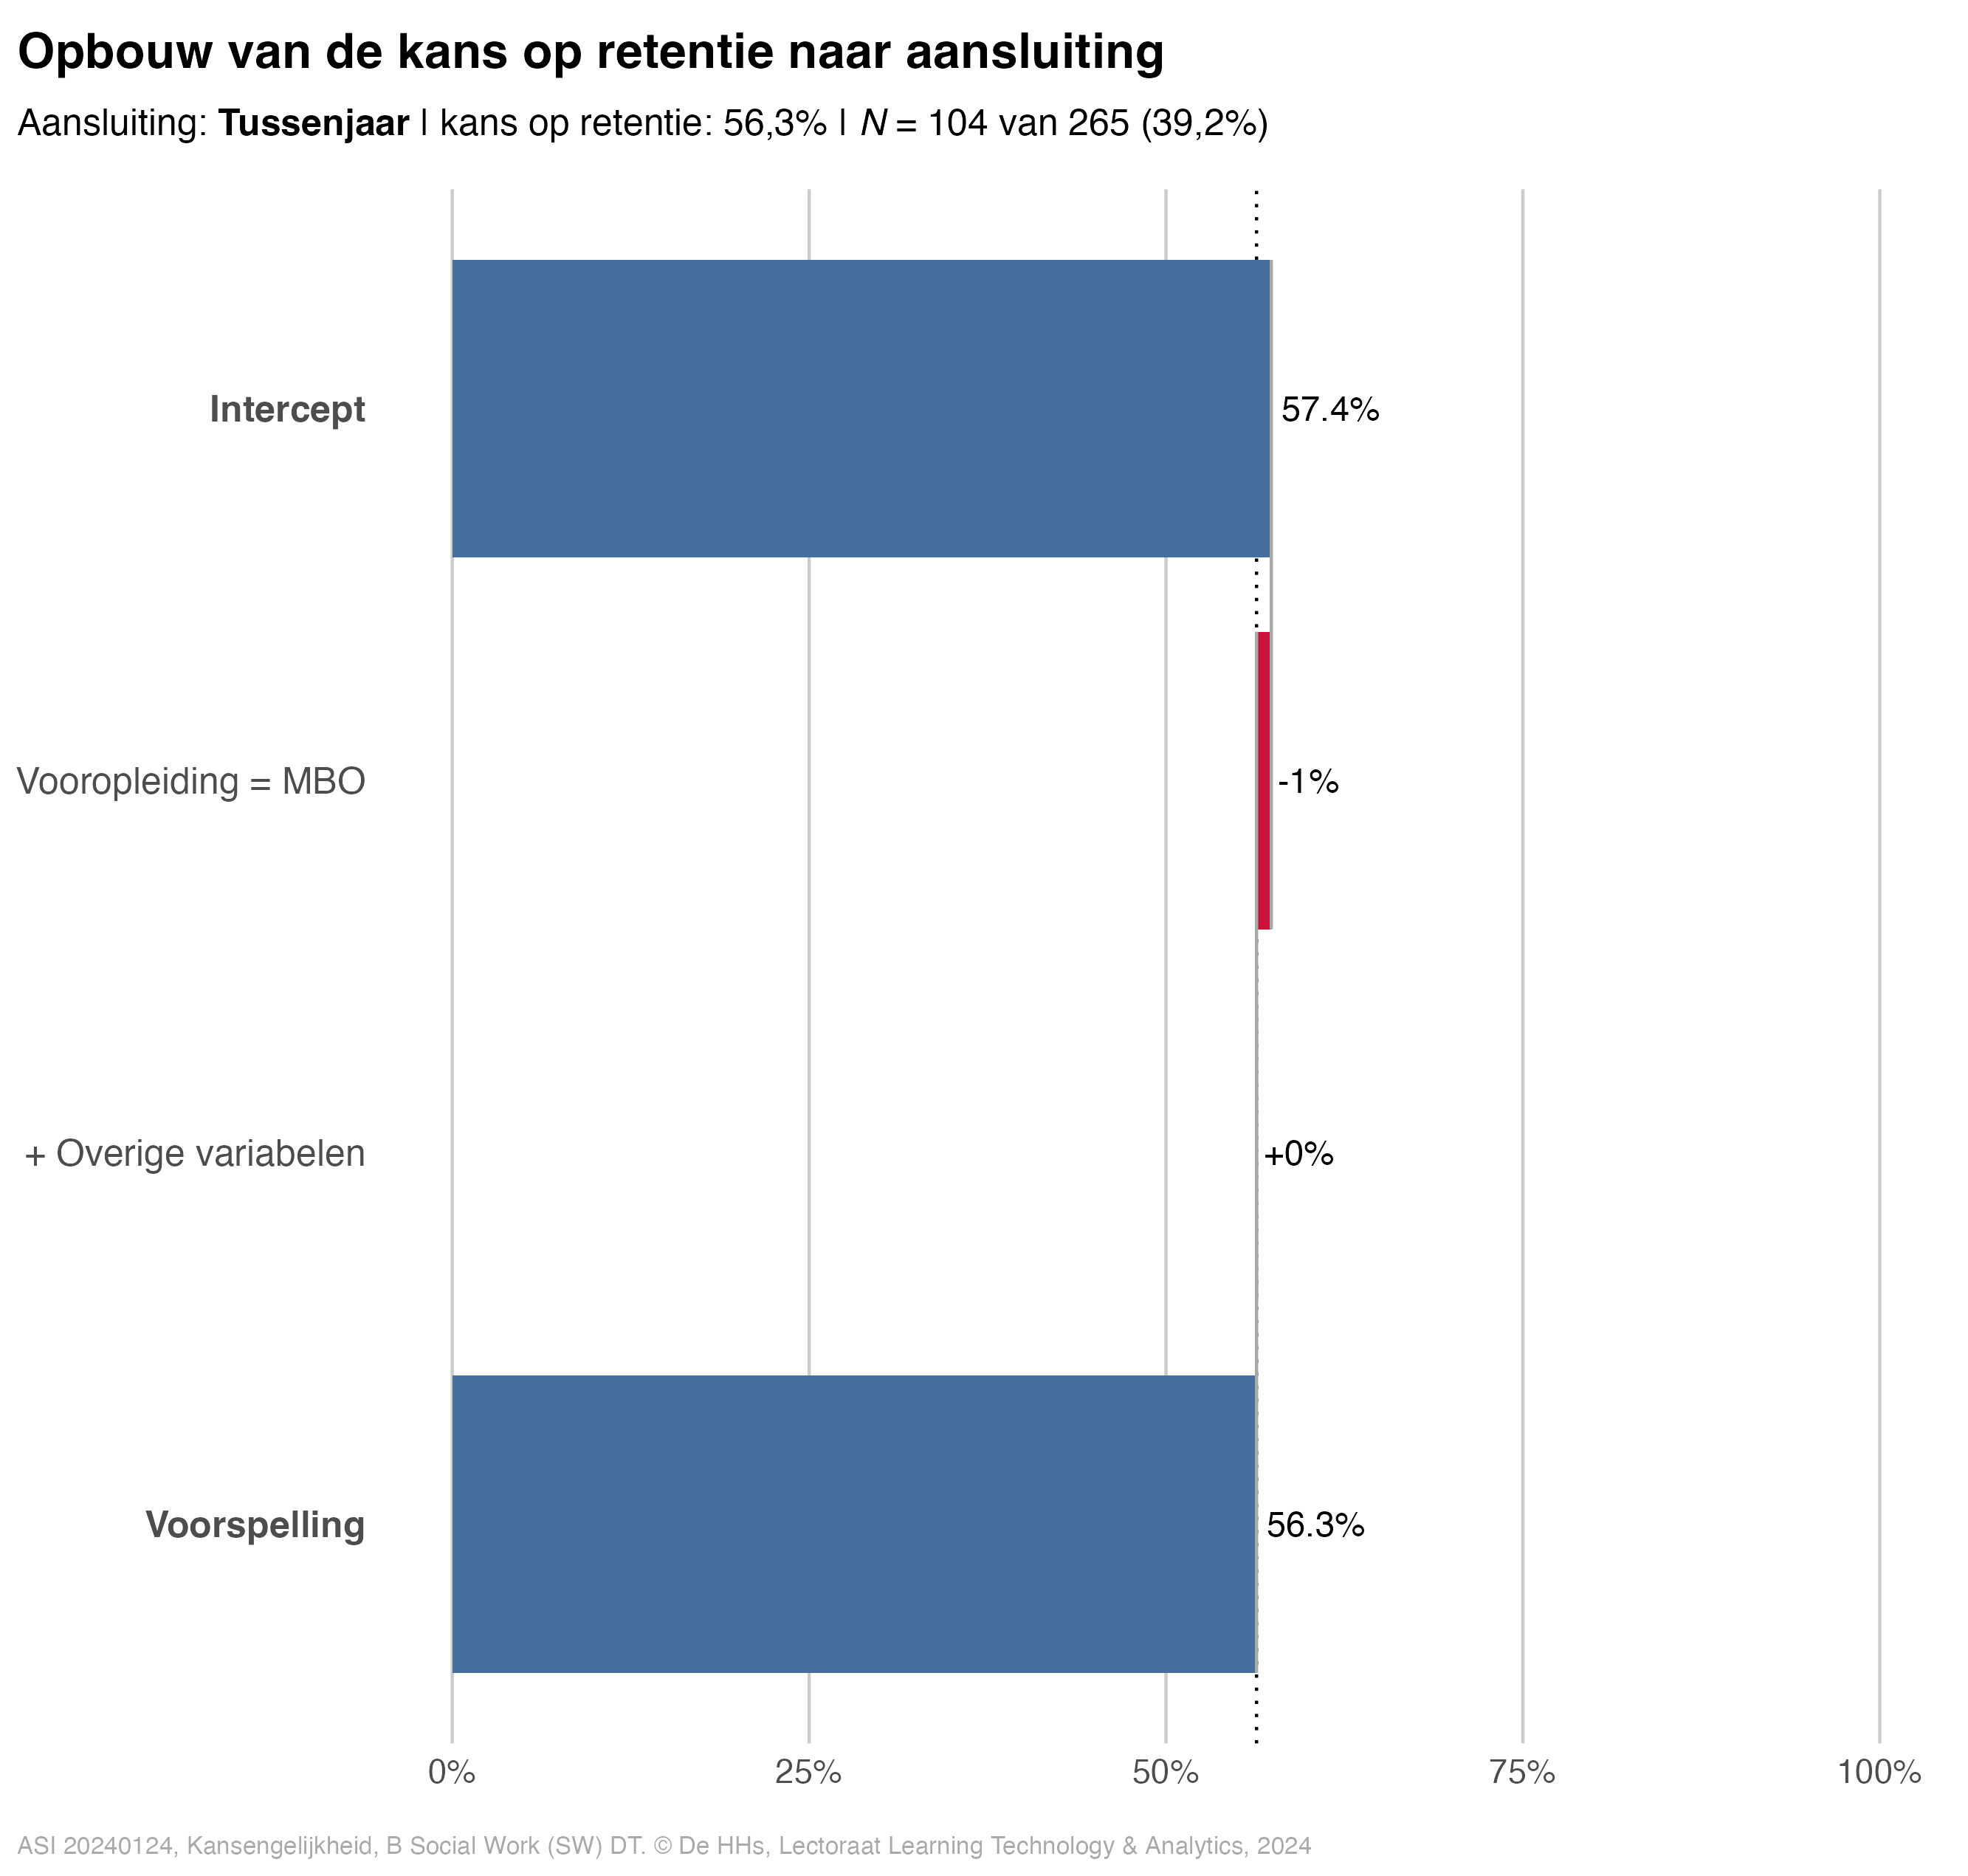 Opbouw van de kans op retentie naar aansluiting
Aansluiting: Tussenjaar | kans op retentie: 56,3% | N = 104 van 265 (39,2%)
Intercept
57.4%
Vooropleiding = MBO
-1%
+ Overige variabelen
+0%
Voorspelling
56.3%
0%
25%
50%
75%
100%
ASI 20240124, Kansengelijkheid, B Social Work (SW) DT. © De HHs, Lectoraat Learning Technology & Analytics, 2024